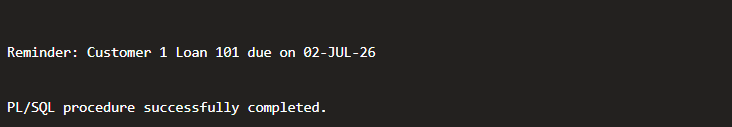 Reminder: Customer 1 Loan 101 due on 02-JUL-26
PL/SQL procedure successfully completed.